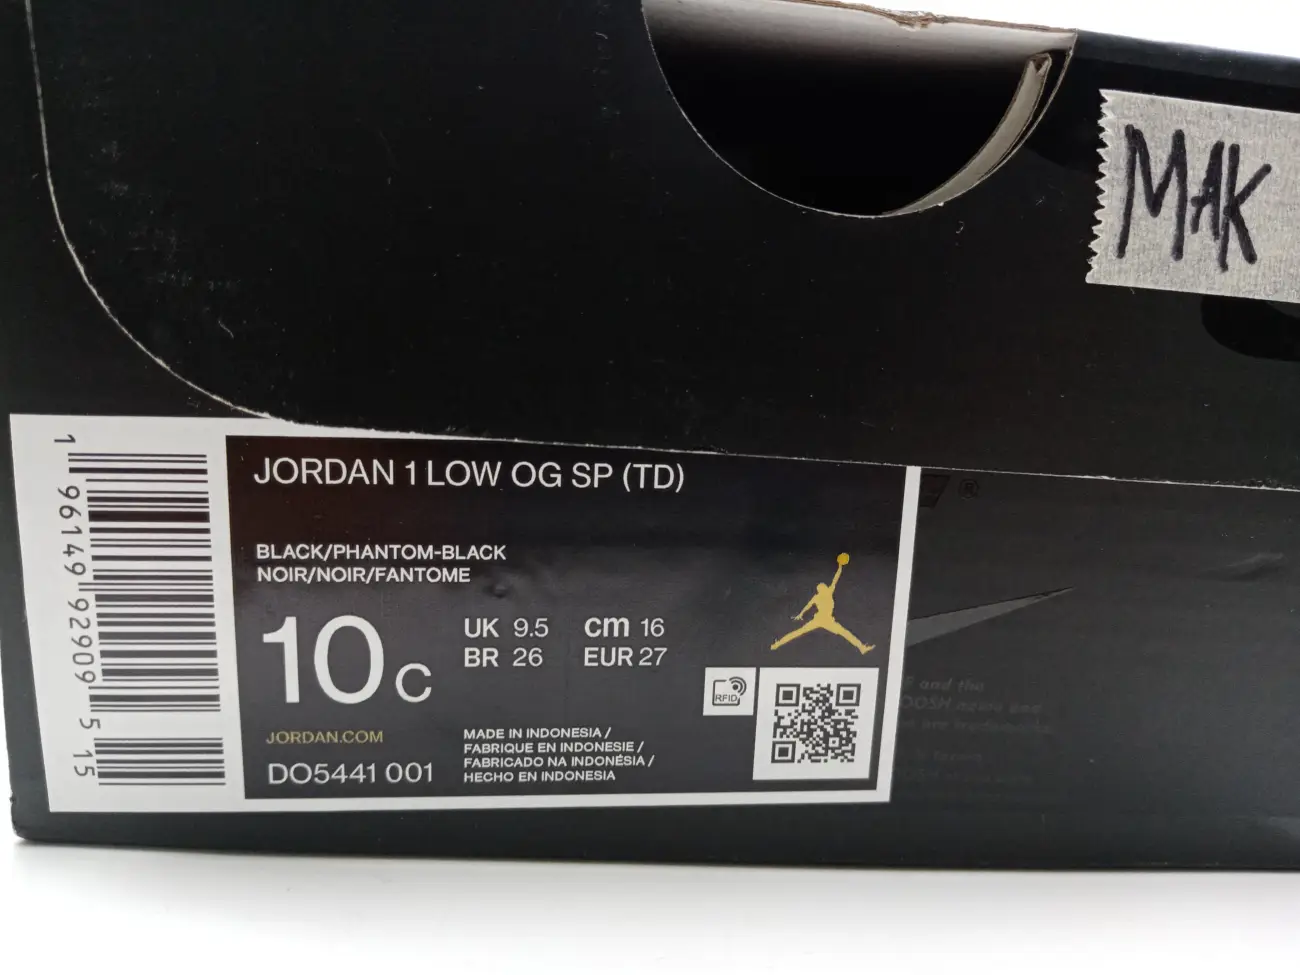 MAK
JORDAN 1 LOW OG SP (TD)
BLACK/PHANTOM-BLACK
NOIR/NOIR/FANTOME
10C
UK 9.5 cm 16
BR 26 EUR 27
RFID
JORDAN.COM
DO5441 001
MADE IN INDONESIA /
FABRIQUE EN INDONESIE /
FABRICADO NA INDONÉSIA /
HECHO EN INDONESIA
1 96149 92909 5 15
®
and the